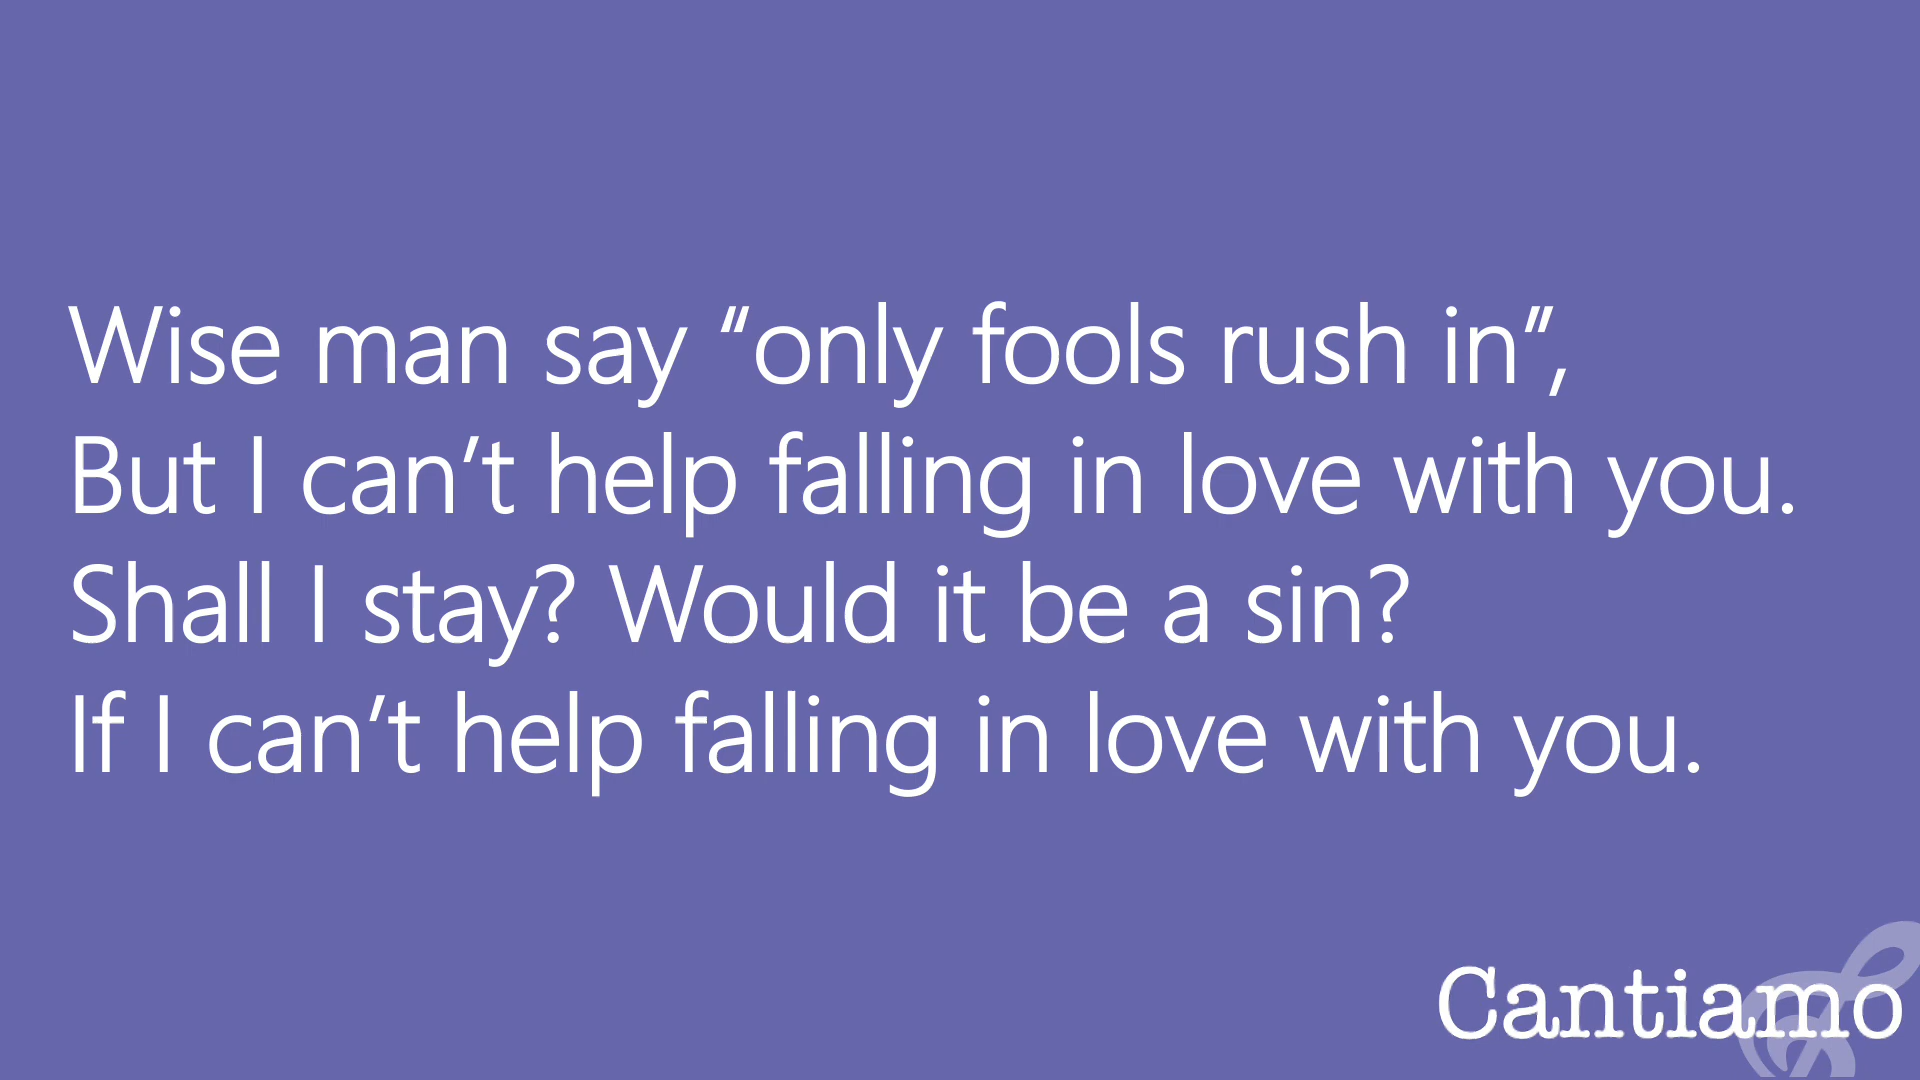 Wise man say “only fools rush in”,
But I can’t help falling in love with you.
Shall I stay? Would it be a sin?
If I can’t help falling in love with you.
Cantiamo